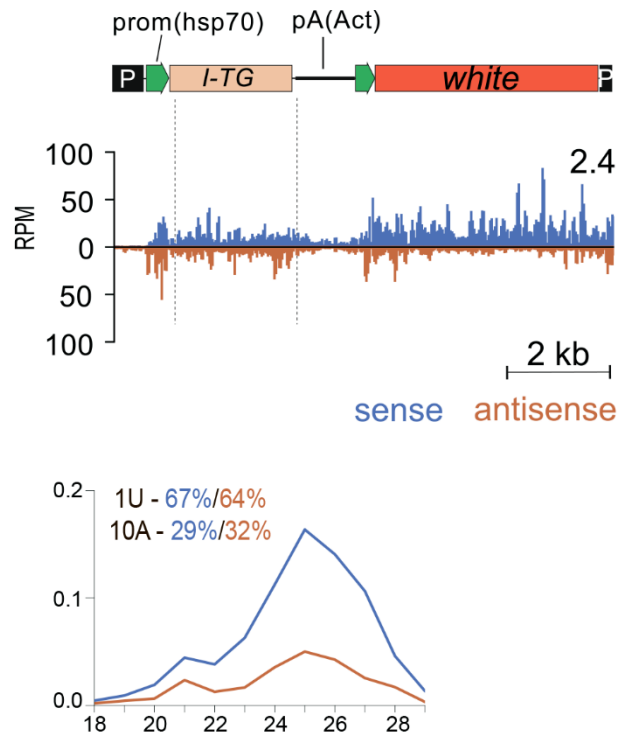 prom(hsp70) pA(Act)
P I-TG white P
100
50
0
50
100
RPM
2.4
2 kb
sense antisense
0.2
0.1
0.0
1U - 67%/64%
10A - 29%/32%
18 20 22 24 26 28